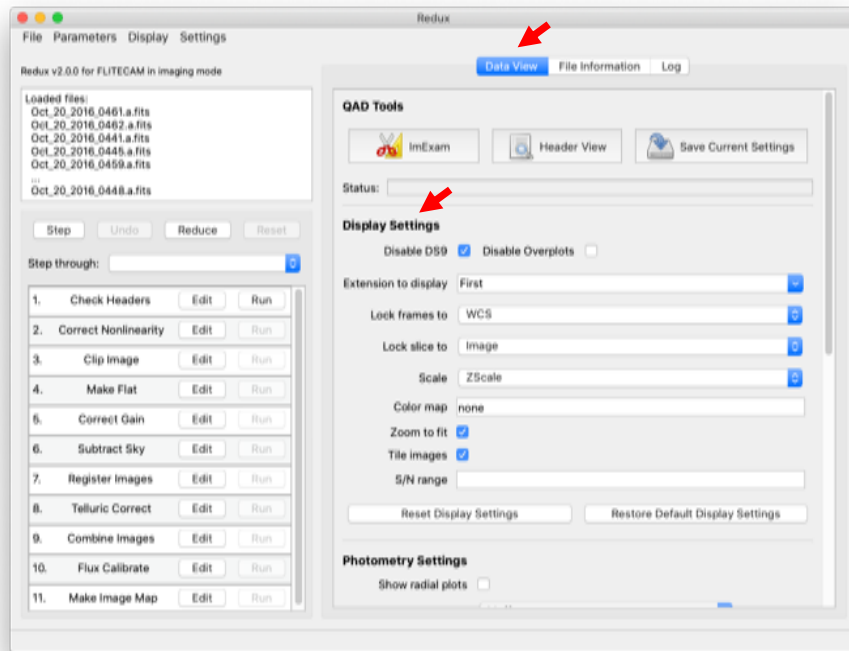 Redux
File Parameters Display Settings
Redux v2.0.0 for FLITECAM in imaging mode
Loaded files:
Oct_20_2016_0461.a.fits
Oct_20_2016_0462.a.fits
Oct_20_2016_0441.a.fits
Oct_20_2016_0445.a.fits
Oct_20_2016_0459.a.fits
...
Oct_20_2016_0448.a.fits
Step Undo Reduce Reset
Step through:
1. Check Headers Edit Run
2. Correct Nonlinearity Edit Run
3. Clip Image Edit Run
4. Make Flat Edit Run
5. Correct Gain Edit Run
6. Subtract Sky Edit Run
7. Register Images Edit Run
8. Telluric Correct Edit Run
9. Combine Images Edit Run
10. Flux Calibrate Edit Run
11. Make Image Map Edit Run
Data View File Information Log
QAD Tools
ImExam Header View Save Current Settings
Status:
Display Settings
Disable DS9 Disable Overplots
Extension to display First
Lock frames to WCS
Lock slice to Image
Scale ZScale
Color map none
Zoom to fit
Tile images
S/N range
Reset Display Settings Restore Default Display Settings
Photometry Settings
Show radial plots